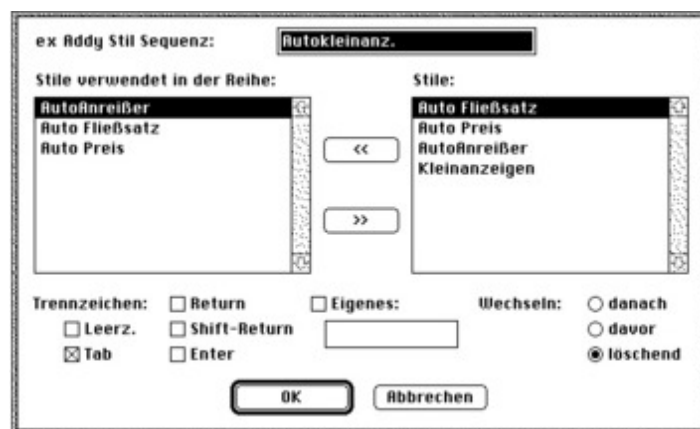 ex Addy Stil Sequenz: Autokleinanz.
Stile verwendet in der Reihe:
AutoAnreißer
Auto Fließsatz
Auto Preis
<<
>>
Stile:
Auto Fließsatz
Auto Preis
AutoAnreißer
Kleinanzeigen
Trennzeichen:
Leerz.
Tab
Return
Shift-Return
Enter
Eigenes:
Wechseln:
danach
davor
löschend
OK
Abbrechen